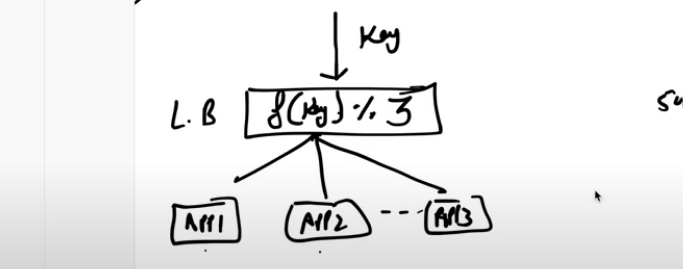 Key
L.B f(Key) % 3
APP1 APP2 --- APP3